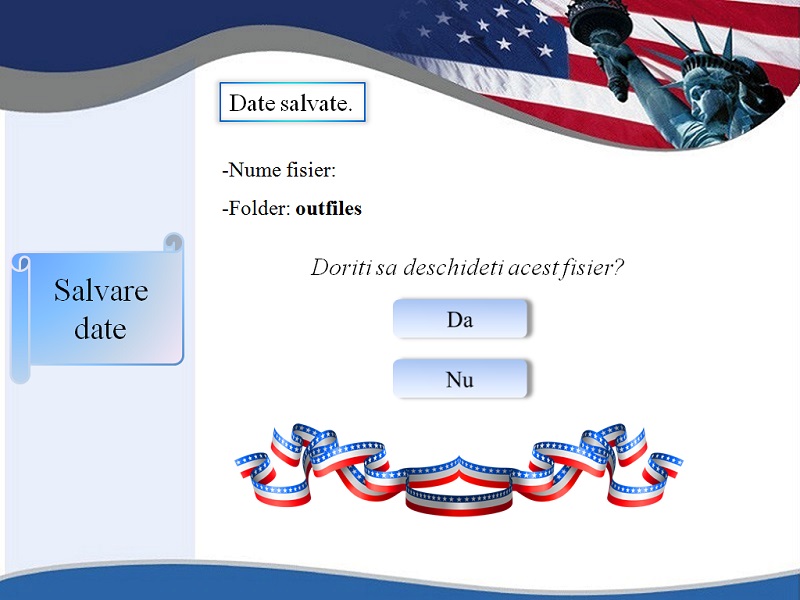 Date salvate.
-Nume fisier:
-Folder: outfiles
Salvare
date
Doriti sa deschideti acest fisier?
Da
Nu